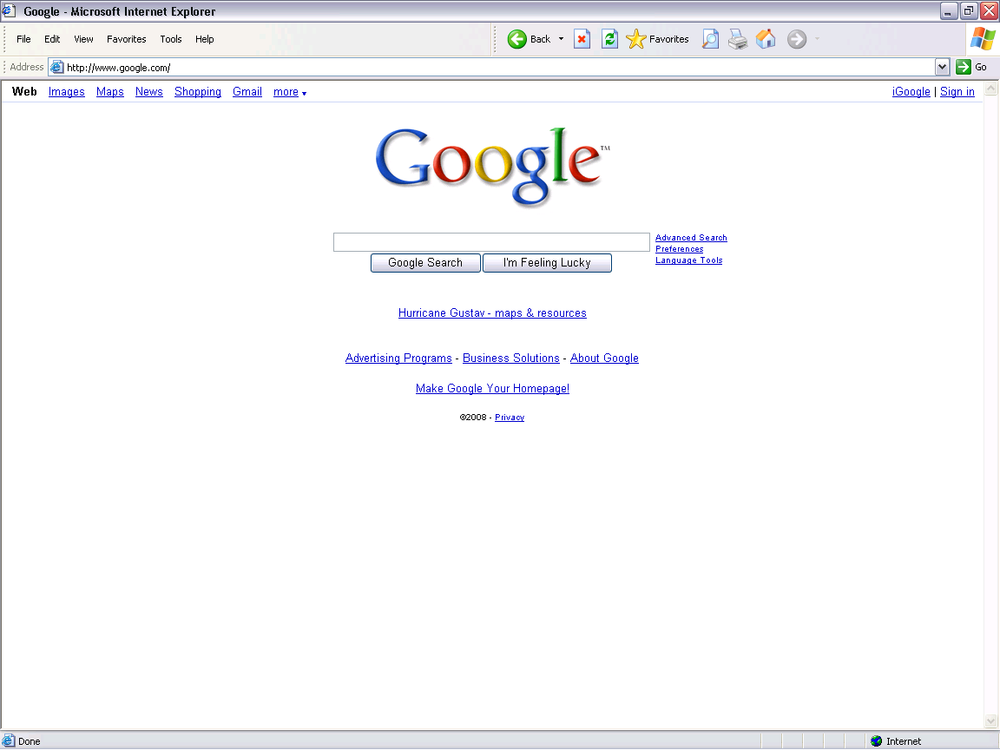 Google - Microsoft Internet Explorer
File Edit View Favorites Tools Help Back Favorites
Address http://www.google.com/ Go
Web Images Maps News Shopping Gmail more iGoogle | Sign in
Google™
Advanced Search
Preferences
Language Tools
Google Search I'm Feeling Lucky
Hurricane Gustav - maps & resources
Advertising Programs - Business Solutions - About Google
Make Google Your Homepage!
©2008 - Privacy
Done Internet